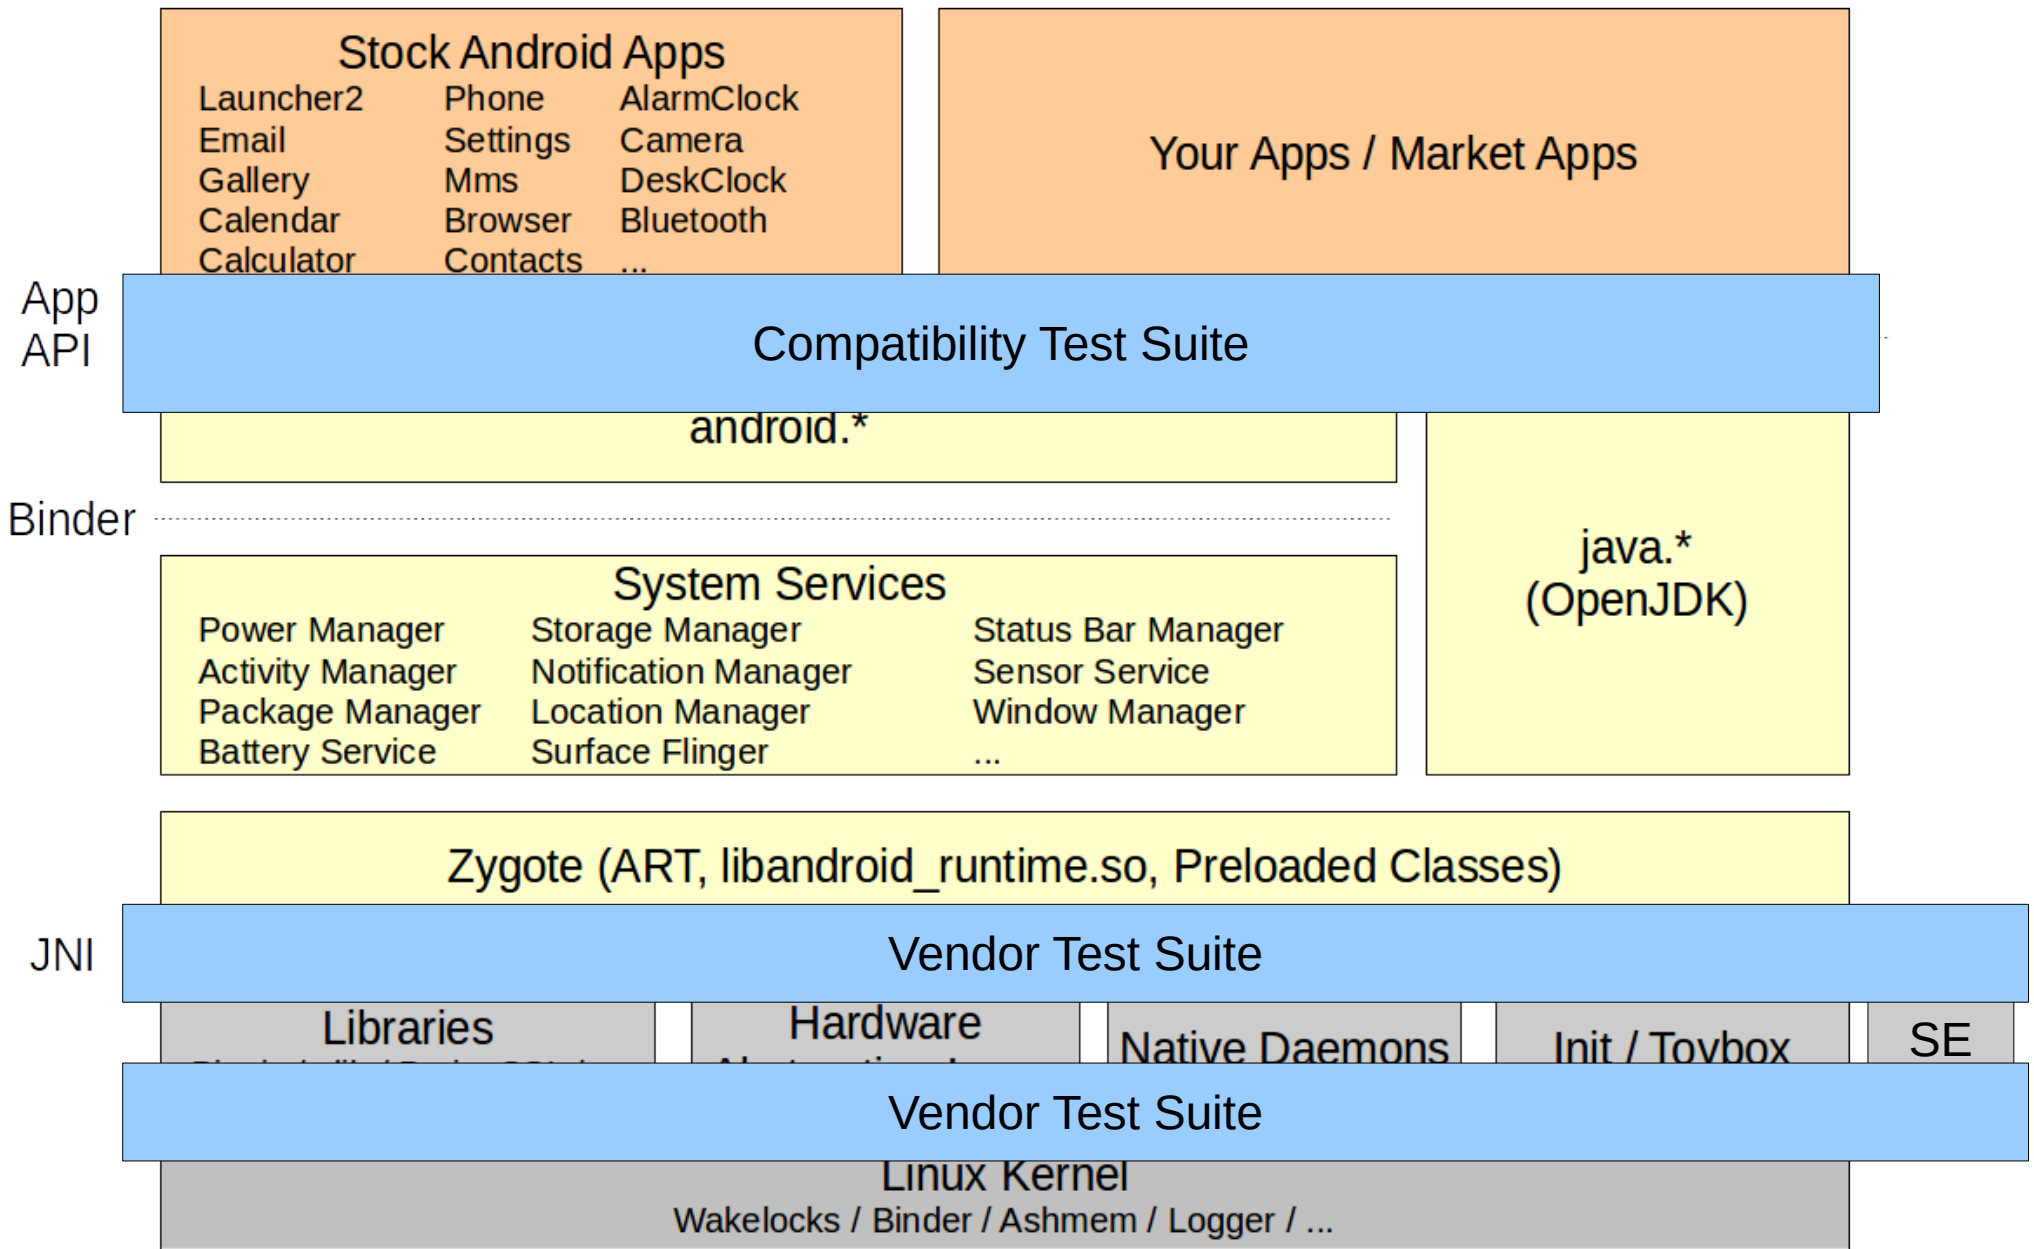 Stock Android Apps
Launcher2 Phone AlarmClock
Email Settings Camera
Gallery Mms DeskClock
Calendar Browser Bluetooth
Calculator Contacts ...
Your Apps / Market Apps
App
API
Compatibility Test Suite
android.*
Binder
java.*
(OpenJDK)
System Services
Power Manager Storage Manager Status Bar Manager
Activity Manager Notification Manager Sensor Service
Package Manager Location Manager Window Manager
Battery Service Surface Flinger ...
Zygote (ART, libandroid_runtime.so, Preloaded Classes)
JNI
Vendor Test Suite
Libraries
Hardware
Native Daemons
Init / Toybox
SE
Vendor Test Suite
Linux Kernel
Wakelocks / Binder / Ashmem / Logger / ...